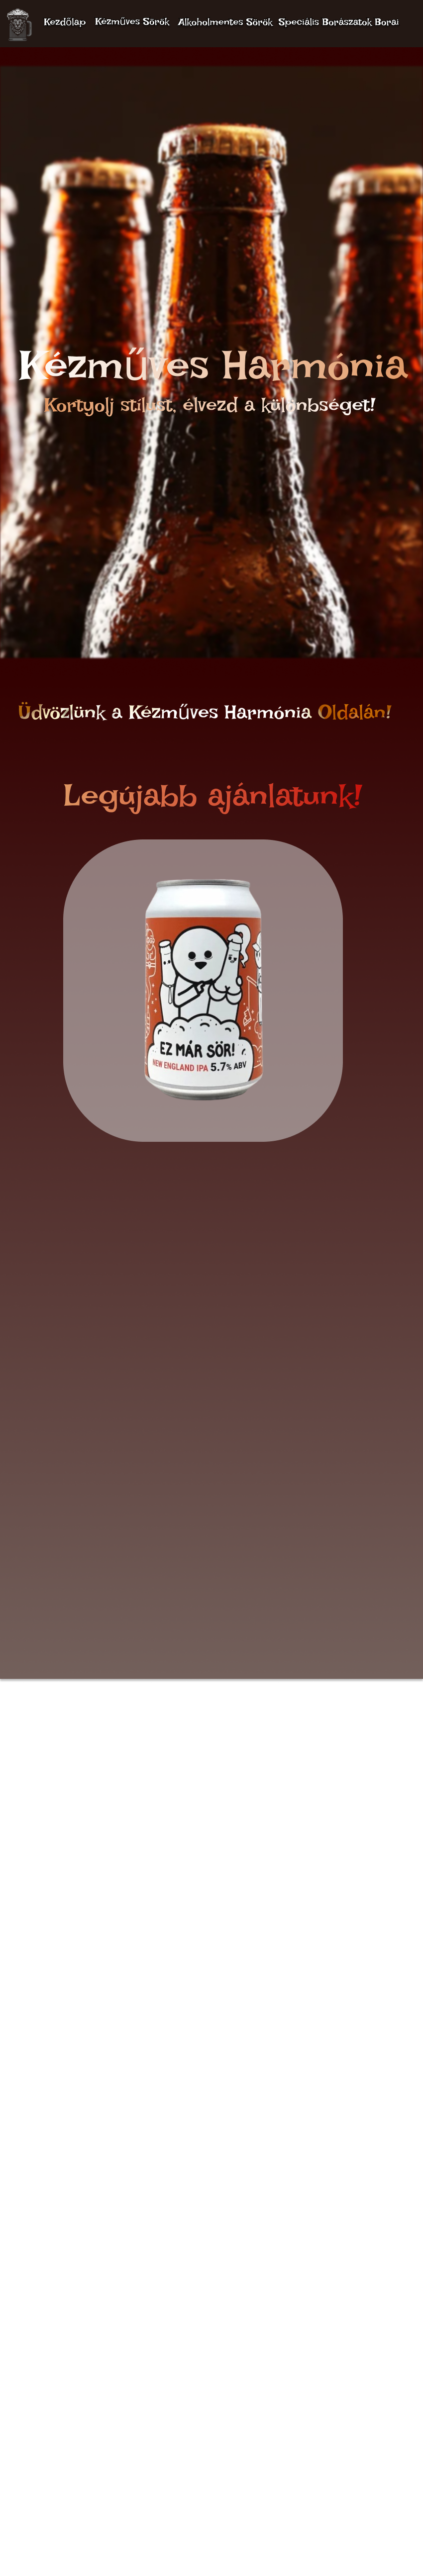 Kezdőlap Kézműves Sörök Alkoholmentes Sörök Speciális Borászatok Borai
Kézműves Harmónia
Kortyolj stílust, élvezd a különbséget!
Üdvözlünk a Kézműves Harmónia Oldalán!
Legújabb ajánlatunk!
EZ MÁR SÖR!
NEW ENGLAND IPA 5.7% ABV